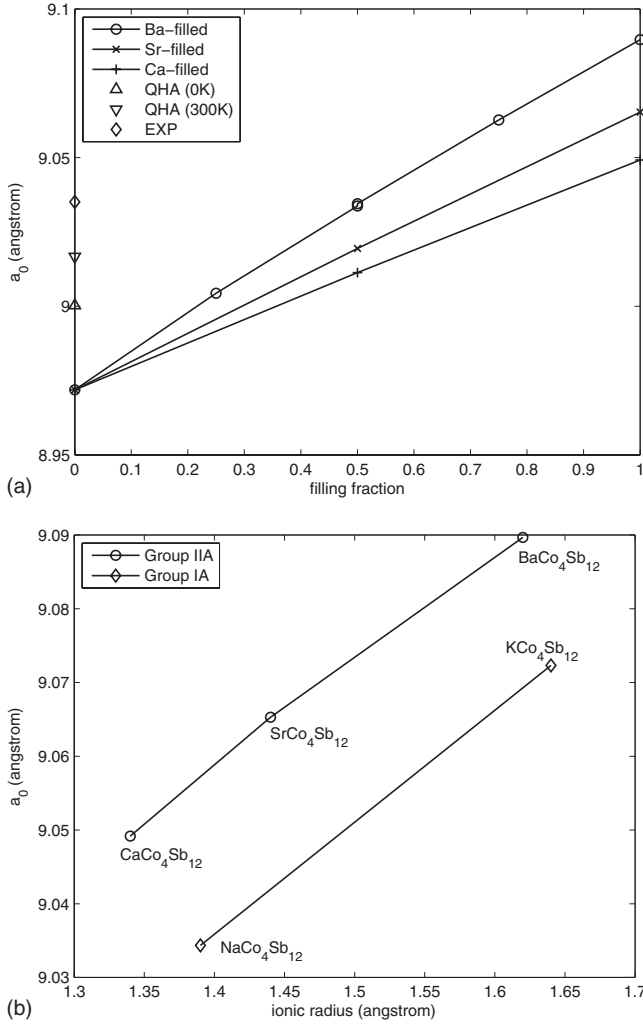 9.1
Ba−filled
Sr−filled
Ca−filled
QHA (0K)
QHA (300K)
EXP
9.05
a0 (angstrom)
9
8.95
0 0.1 0.2 0.3 0.4 0.5 0.6 0.7 0.8 0.9 1
(a)
filling fraction
9.09
Group IIA
Group IA
BaCo4Sb12
9.08
KCo4Sb12
9.07
SrCo4Sb12
9.06
a0 (angstrom)
9.05
CaCo4Sb12
9.04
NaCo4Sb12
9.03
1.3 1.35 1.4 1.45 1.5 1.55 1.6 1.65 1.7
(b)
ionic radius (angstrom)